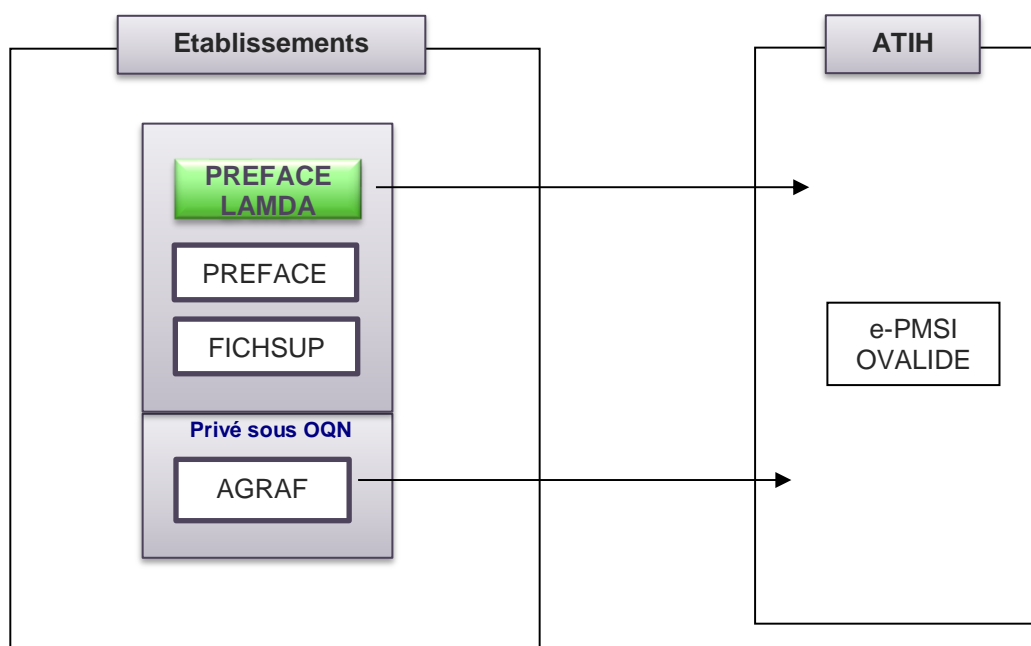 Etablissements
ATIH
PREFACE
LAMDA
PREFACE
FICHSUP
e-PMSI
OVALIDE
Privé sous OQN
AGRAF